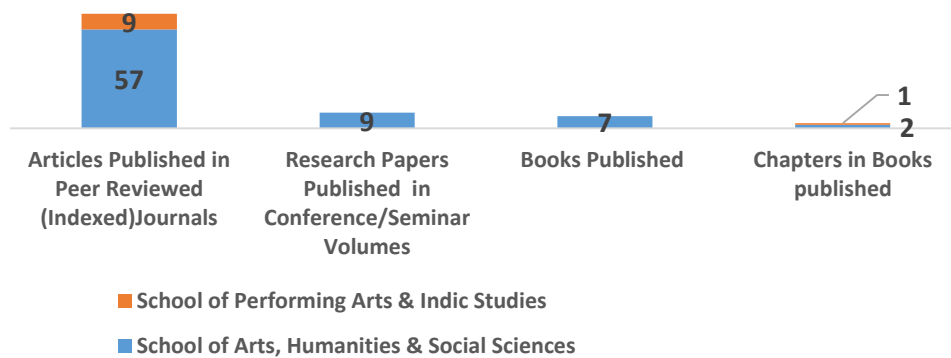 9
57
9
7
1
2
Articles Published in
Peer Reviewed
(Indexed)Journals
Research Papers
Published in
Conference/Seminar
Volumes
Books Published
Chapters in Books
published
School of Performing Arts & Indic Studies
School of Arts, Humanities & Social Sciences